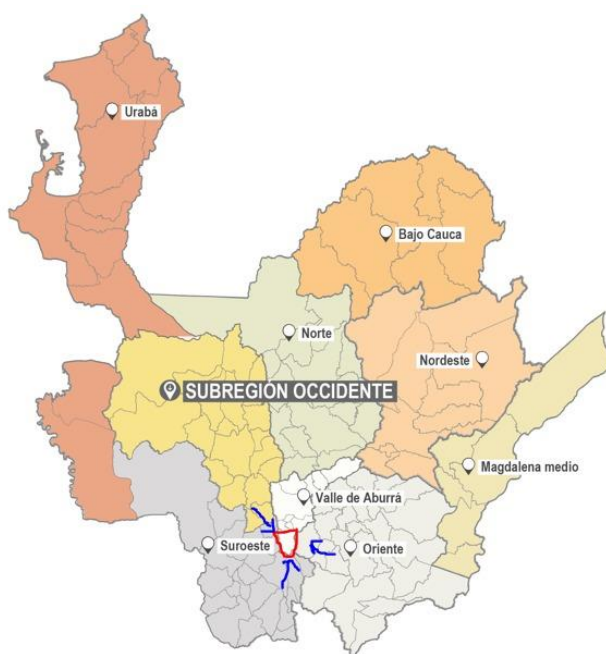 Urabá
Bajo Cauca
Norte
Nordeste
SUBREGIÓN OCCIDENTE
Magdalena medio
Valle de Aburrá
Suroeste
Oriente